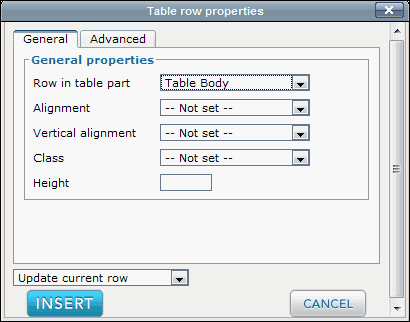 Table row properties
General Advanced
General properties
Row in table part Table Body
Alignment -- Not set --
Vertical alignment -- Not set --
Class -- Not set --
Height
Update current row
INSERT CANCEL